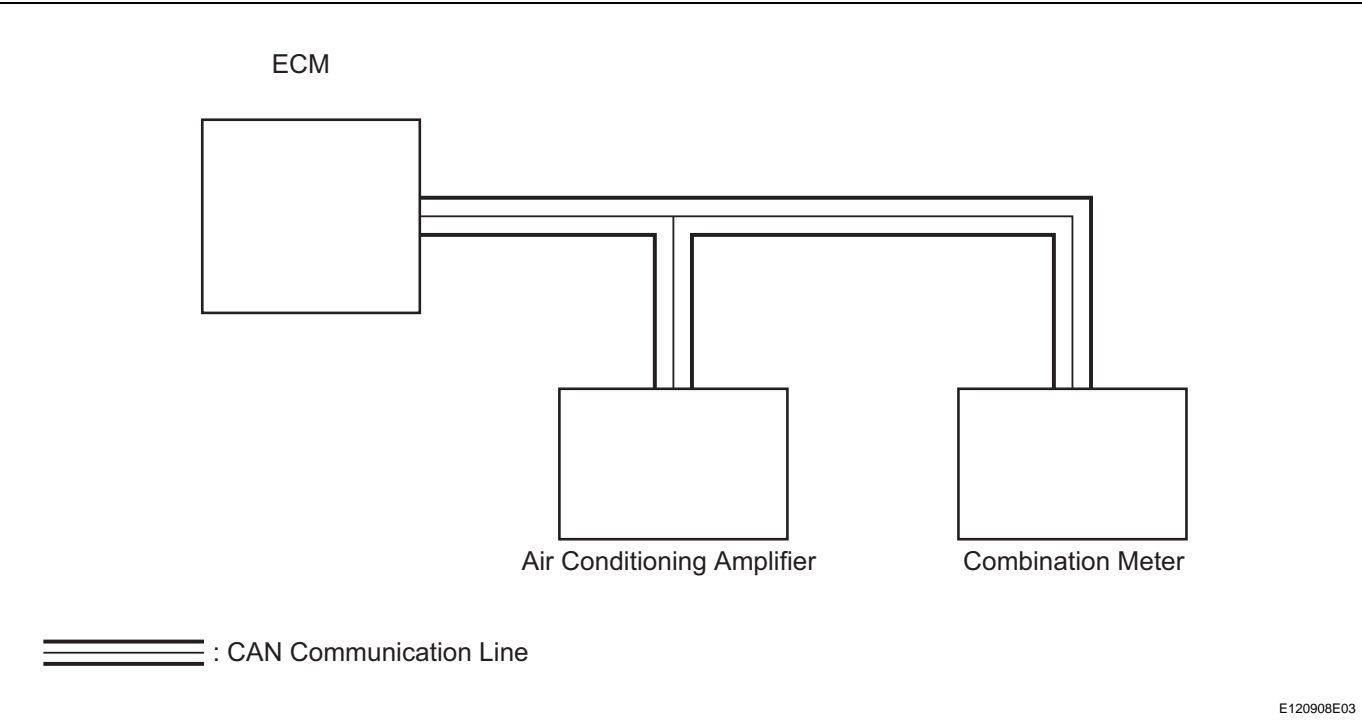 ECM
Air Conditioning Amplifier
Combination Meter
: CAN Communication Line
E120908E03